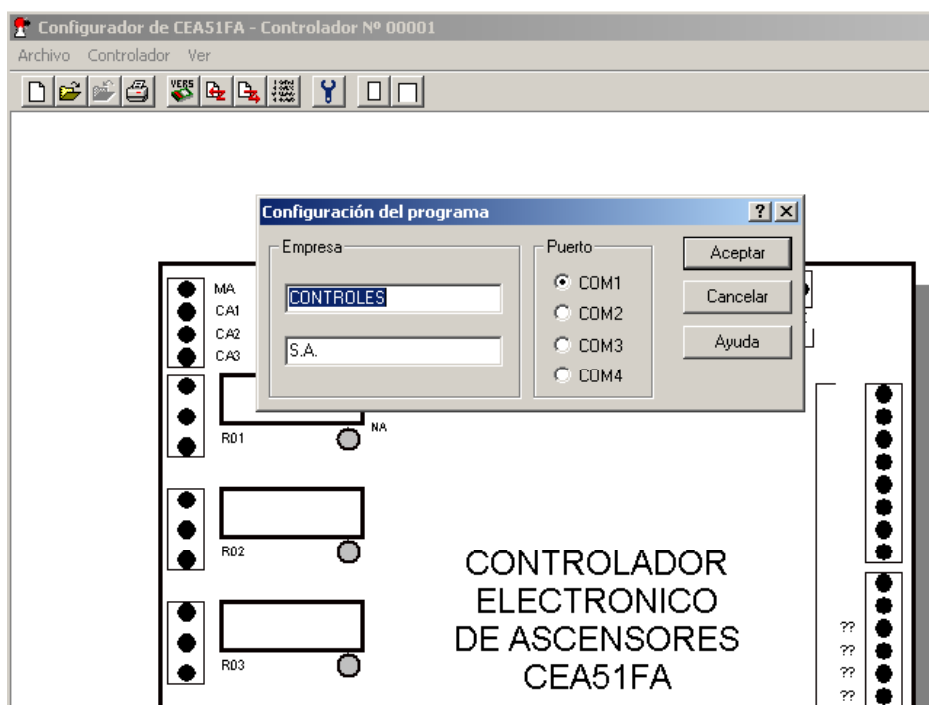 Configurador de CEA51FA - Controlador Nº 00001
Archivo Controlador Ver
VERS
Configuración del programa
Empresa
CONTROLES
S.A.
Puerto
COM1
COM2
COM3
COM4
Aceptar
Cancelar
Ayuda
MA
CA1
CA2
CA3
NA
R01
R02
R03
CONTROLADOR
ELECTRONICO
DE ASCENSORES
CEA51FA
??
??
??
??